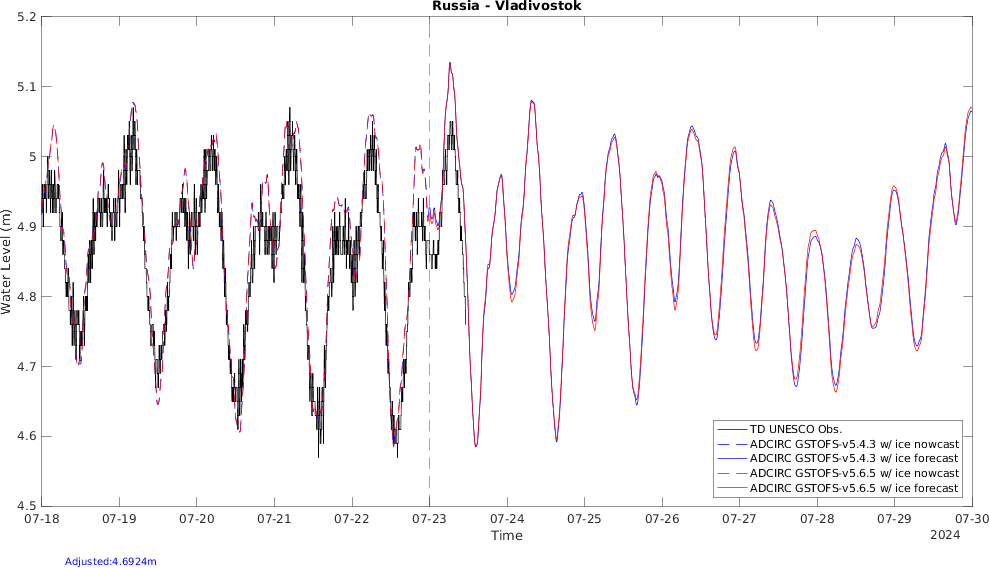 Russia - Vladivostok
5.2
5.1
5
4.9
4.8
4.7
4.6
4.5
Water Level (m)
07-18 07-19 07-20 07-21 07-22 07-23 07-24 07-25 07-26 07-27 07-28 07-29 07-30
Time
2024
TD UNESCO Obs.
ADCIRC GSTOFS-v5.4.3 w/ ice nowcast
ADCIRC GSTOFS-v5.4.3 w/ ice forecast
ADCIRC GSTOFS-v5.6.5 w/ ice nowcast
ADCIRC GSTOFS-v5.6.5 w/ ice forecast
Adjusted:4.6924m